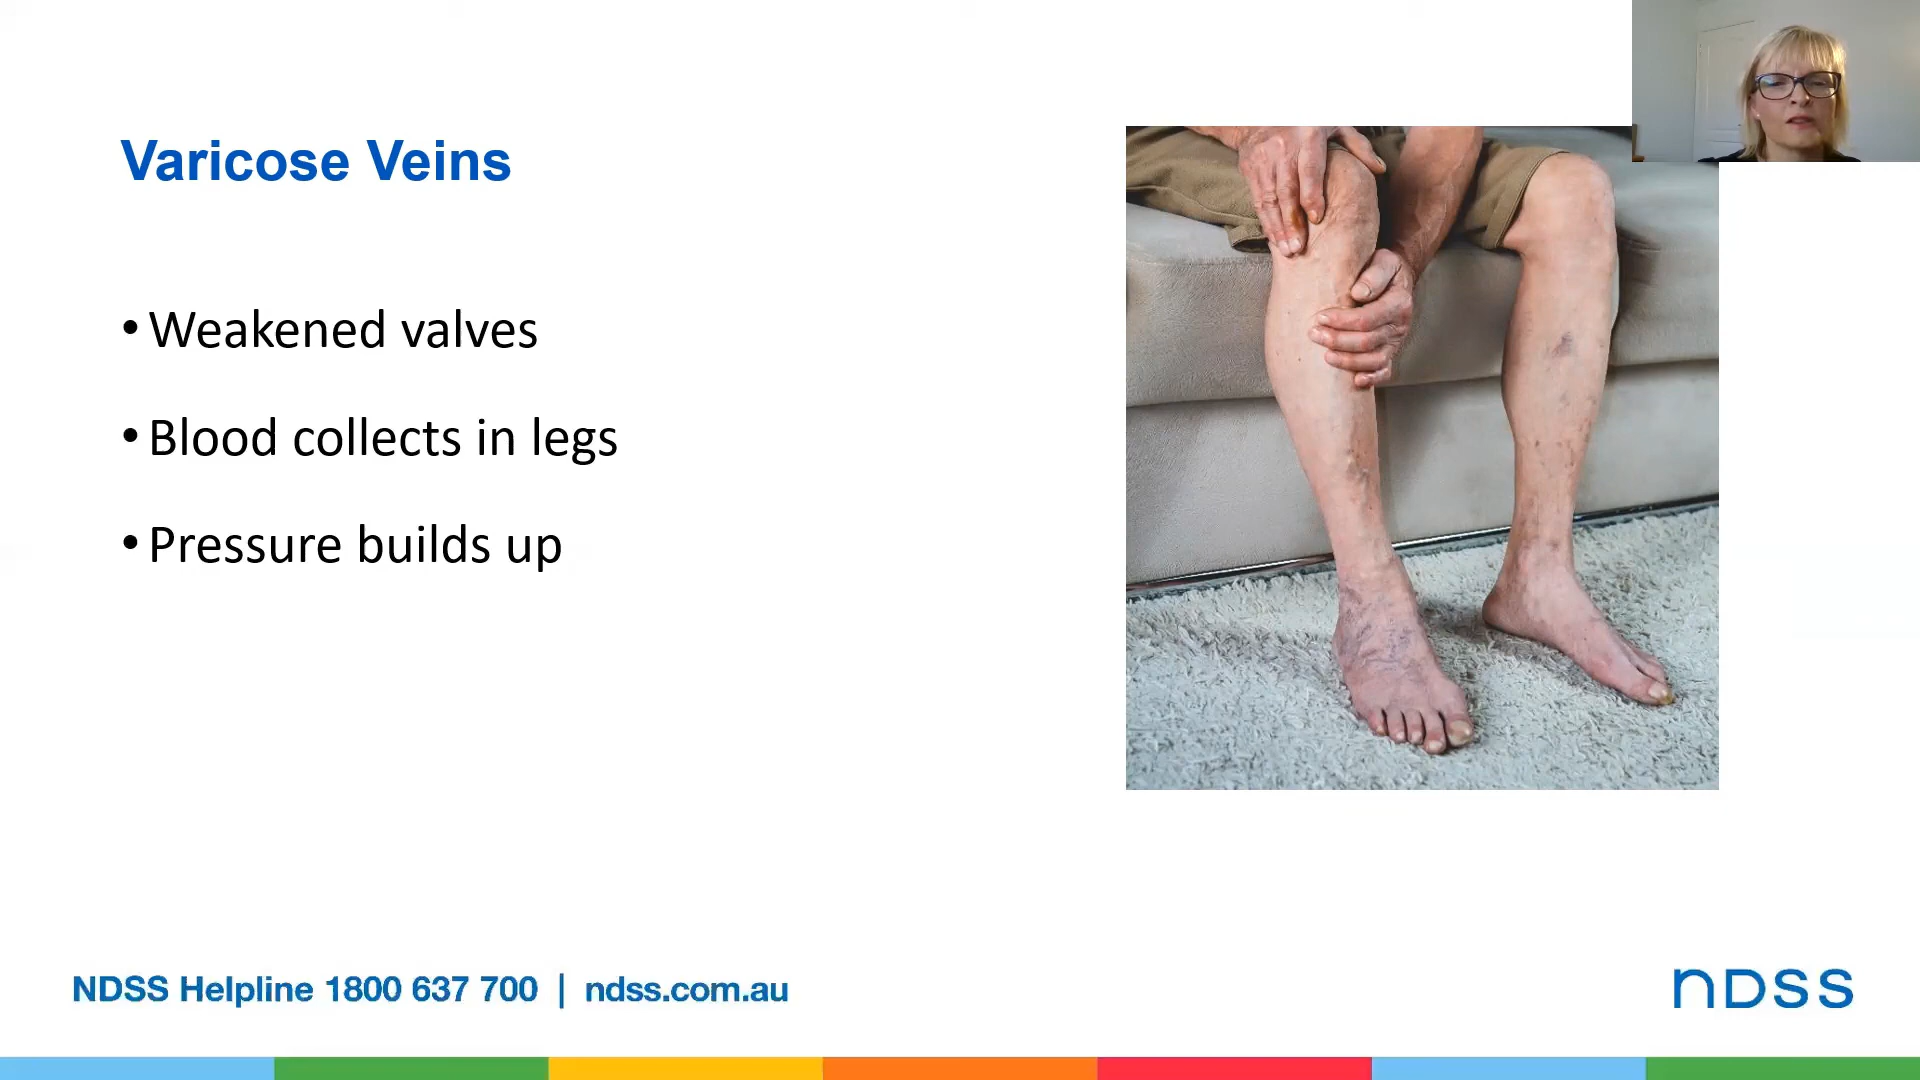 Varicose Veins
• Weakened valves
• Blood collects in legs
• Pressure builds up
NDSS Helpline 1800 637 700 | ndss.com.au
nDSS